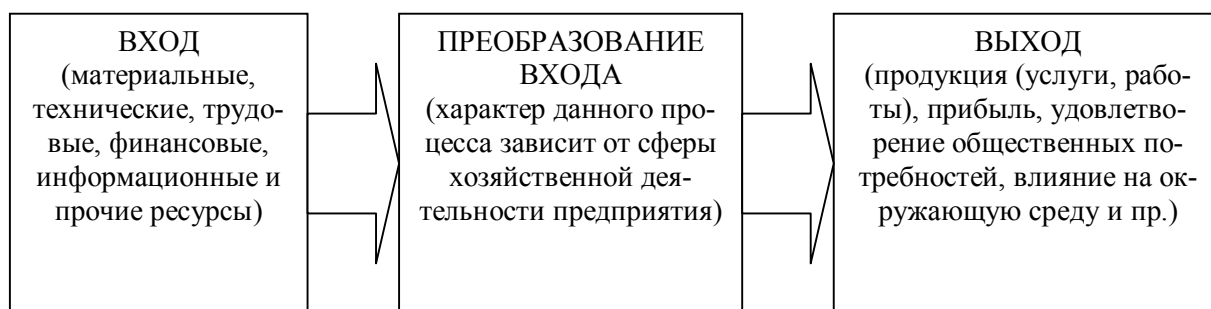 ВХОД
(материальные,
технические, трудо-
вые, финансовые,
информационные и
прочие ресурсы)
ПРЕОБРАЗОВАНИЕ
ВХОДА
(характер данного про-
цесса зависит от сферы
хозяйственной дея-
тельности предприятия)
ВЫХОД
(продукция (услуги, рабо-
ты), прибыль, удовлетво-
рение общественных по-
требностей, влияние на ок-
ружающую среду и пр.)